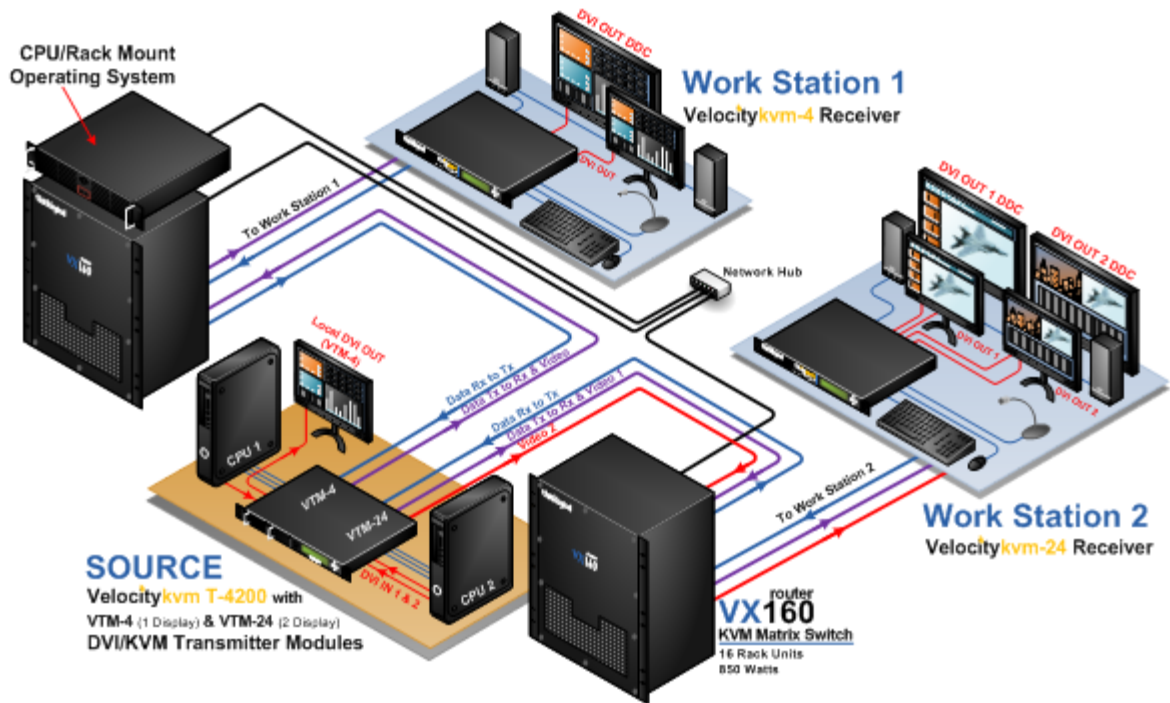 CPU/Rack Mount
Operating System
DVI OUT DDC
DVI OUT
Work Station 1
Velocitykvm-4 Receiver
To Work Station 1
Network Hub
DVI OUT 1 DDC
DVI OUT 2 DDC
DVI OUT 1
DVI OUT 2
VX160
Local DVI OUT
(VTM-4)
Data Rx to Tx
Data Tx to Rx & Video
Data Rx to Tx
Data Tx to Rx & Video 1
Video 2
CPU 1
VTM-4
VTM-24
CPU 2
DVI IN 1 & 2
To Work Station 2
Work Station 2
Velocitykvm-24 Receiver
SOURCE
Velocitykvm T-4200 with
VTM-4 (1 Display) & VTM-24 (2 Display)
DVI/KVM Transmitter Modules
VX160
router
VX160
KVM Matrix Switch
16 Rack Units
850 Watts